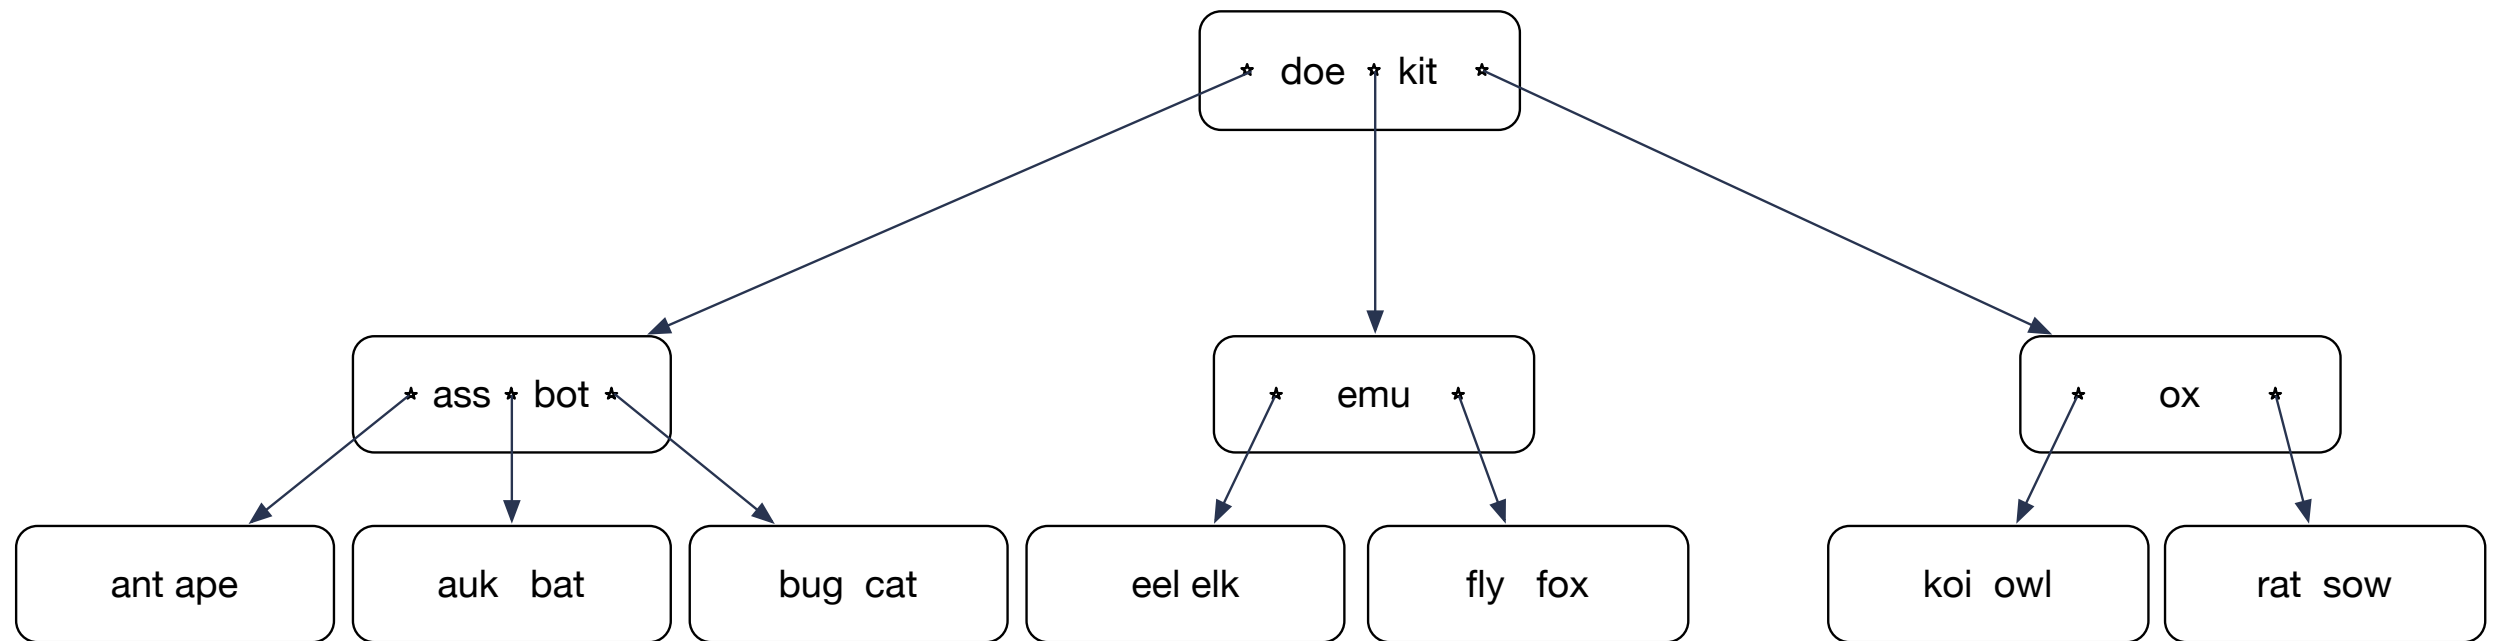 doe kit
ass bot
emu
ox
ant ape
auk bat
bug cat
eel elk
fly fox
koi owl
rat sow